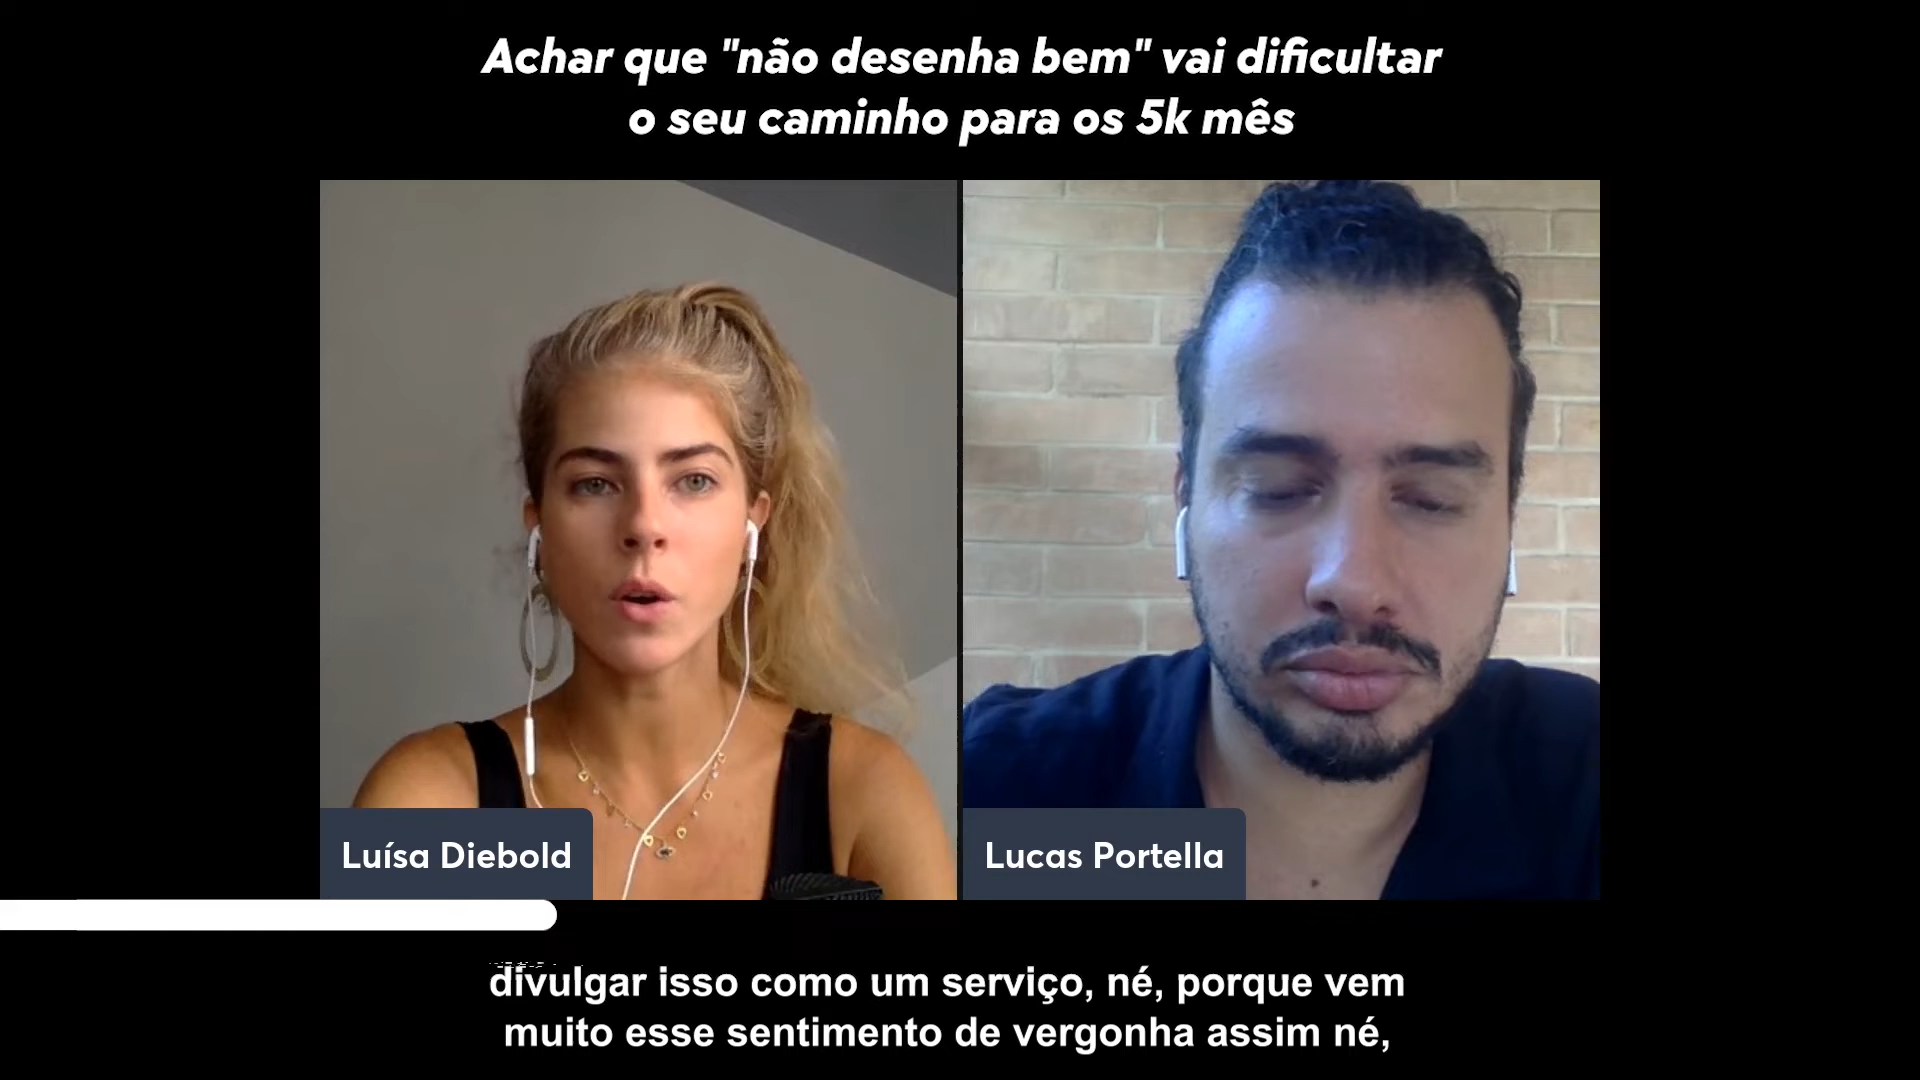 Achar que "não desenha bem" vai dificultar
o seu caminho para os 5k mês
Luísa Diebold
Lucas Portella
divulgar isso como um serviço, né, porque vem
muito esse sentimento de vergonha assim né,